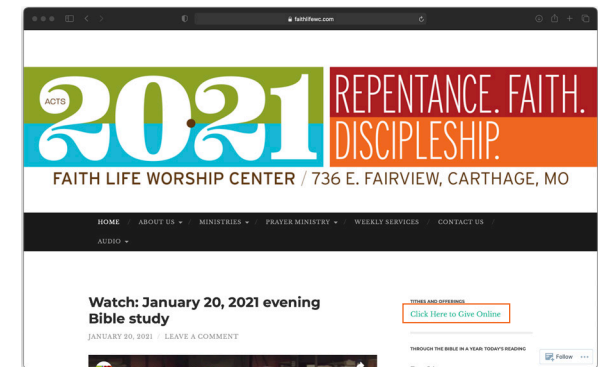 faithlifewc.com
ACTS
2021
REPENTANCE. FAITH.
DISCIPLESHIP.
FAITH LIFE WORSHIP CENTER / 736 E. FAIRVIEW, CARTHAGE, MO
HOME / ABOUT US / MINISTRIES / PRAYER MINISTRY / WEEKLY SERVICES / CONTACT US /
AUDIO
Watch: January 20, 2021 evening
Bible study
JANUARY 20, 2021 / LEAVE A COMMENT
TITHES AND OFFERINGS
Click Here to Give Online
THROUGH THE BIBLE IN A YEAR: TODAY'S READING
Follow